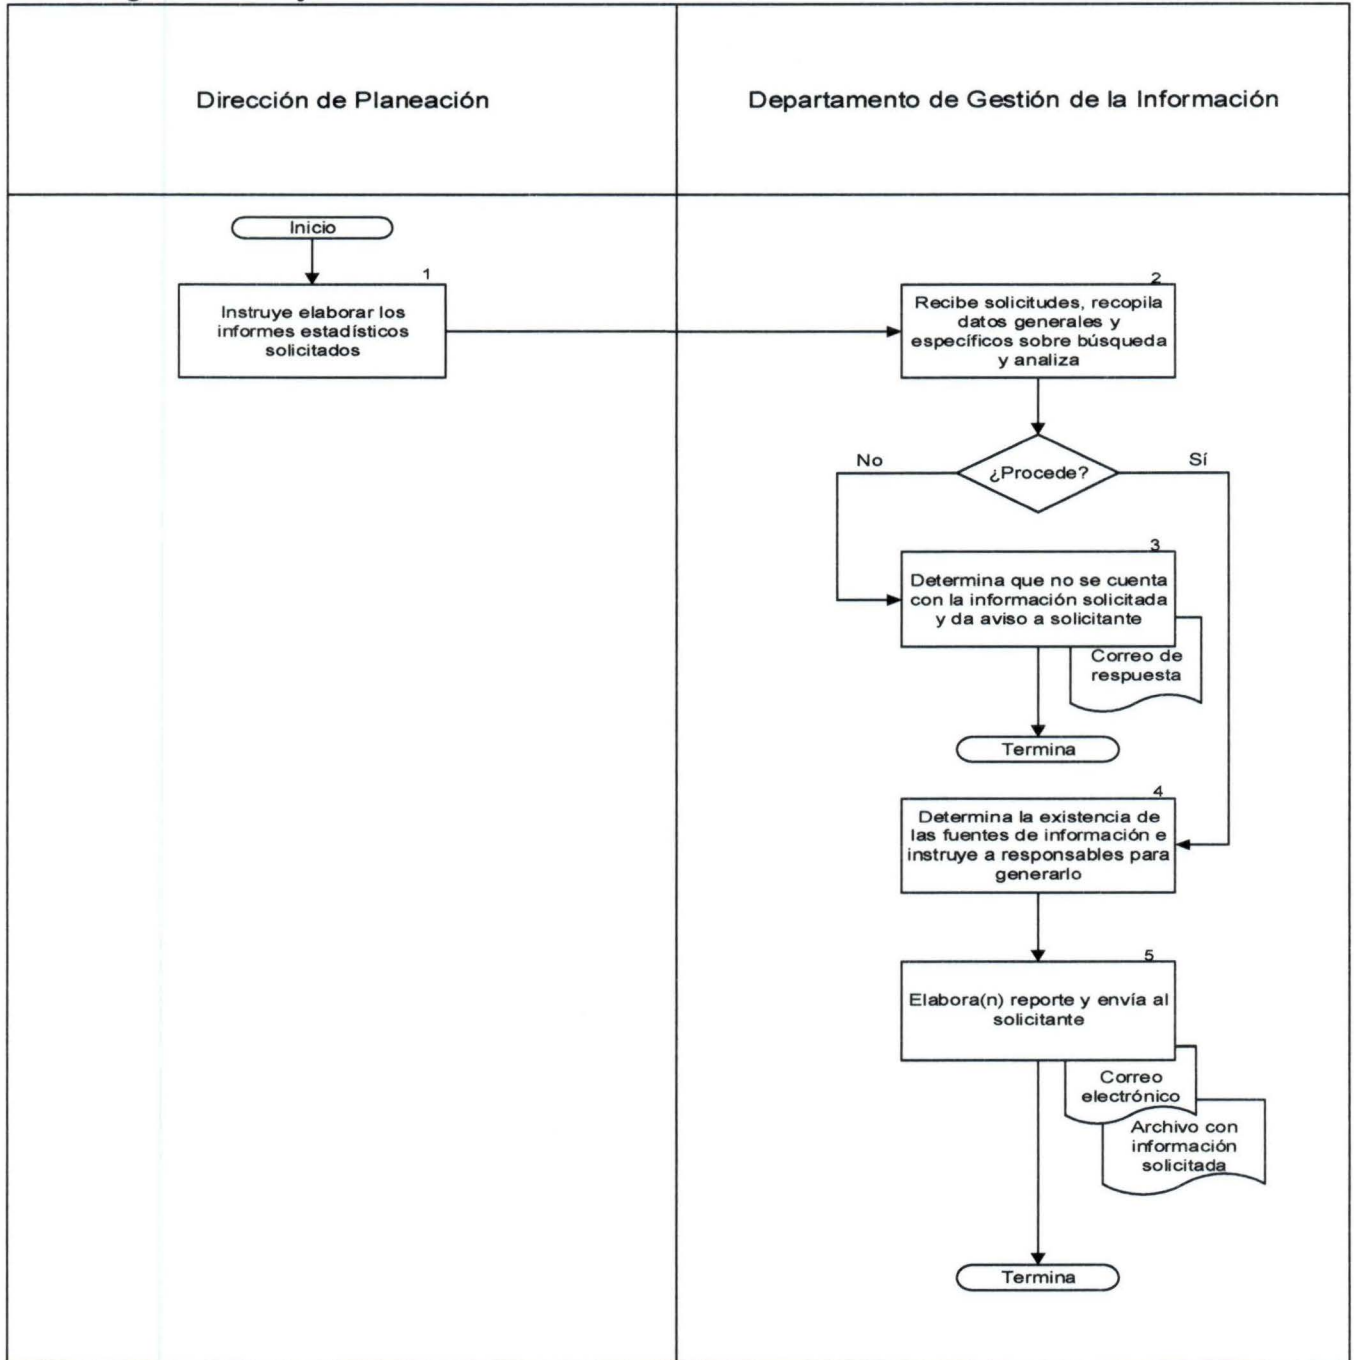 Dirección de Planeación
Departamento de Gestión de la Información
Inicio
1
Instruye elaborar los
informes estadísticos
solicitados
2
Recibe solicitudes, recopila
datos generales y
específicos sobre búsqueda
y analiza
¿Procede?
No
Sí
3
Determina que no se cuenta
con la información solicitada
y da aviso a solicitante
Correo de
respuesta
Termina
4
Determina la existencia de
las fuentes de información e
instruye a responsables para
generarlo
5
Elabora(n) reporte y envía al
solicitante
Correo
electrónico
Archivo con
información
solicitada
Termina